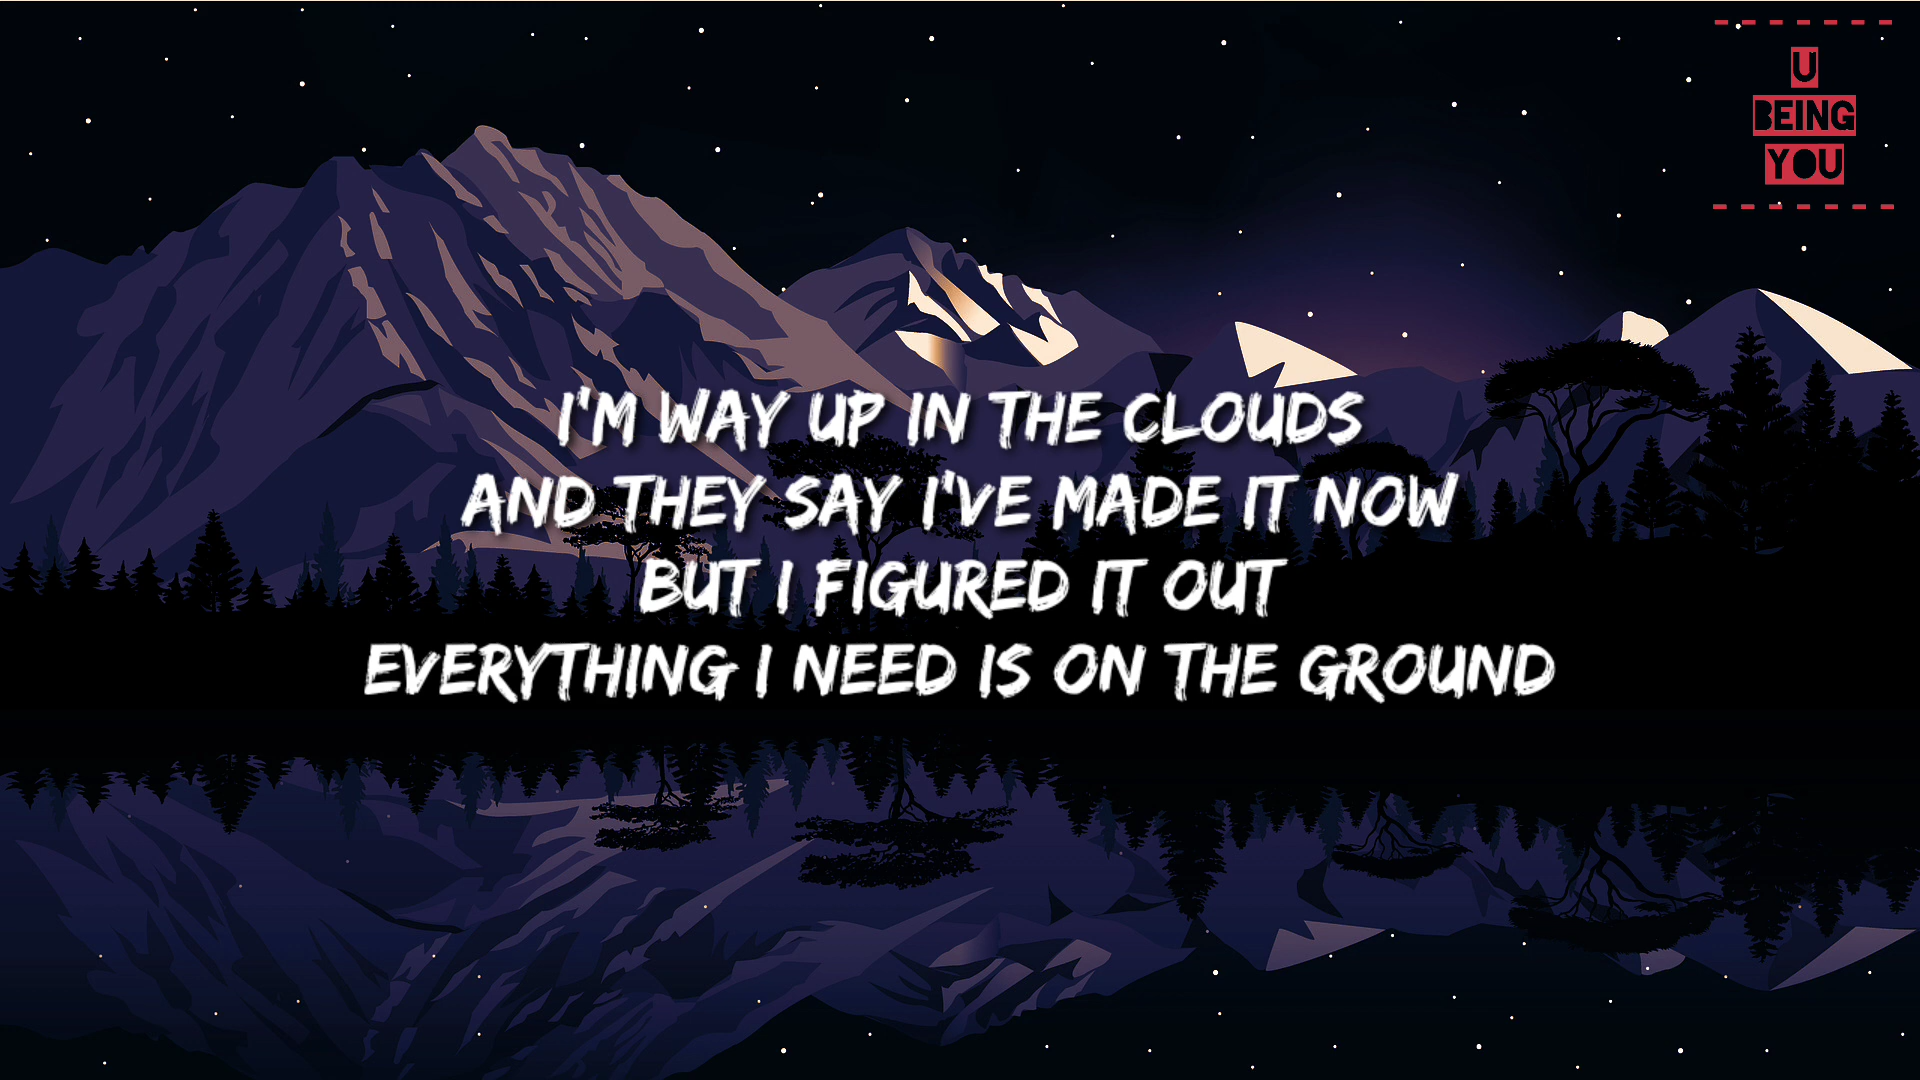 U
BEING
YOU
I'M WAY UP IN THE CLOUDS
AND THEY SAY I'VE MADE IT NOW
BUT I FIGURED IT OUT
EVERYTHING I NEED IS ON THE GROUND